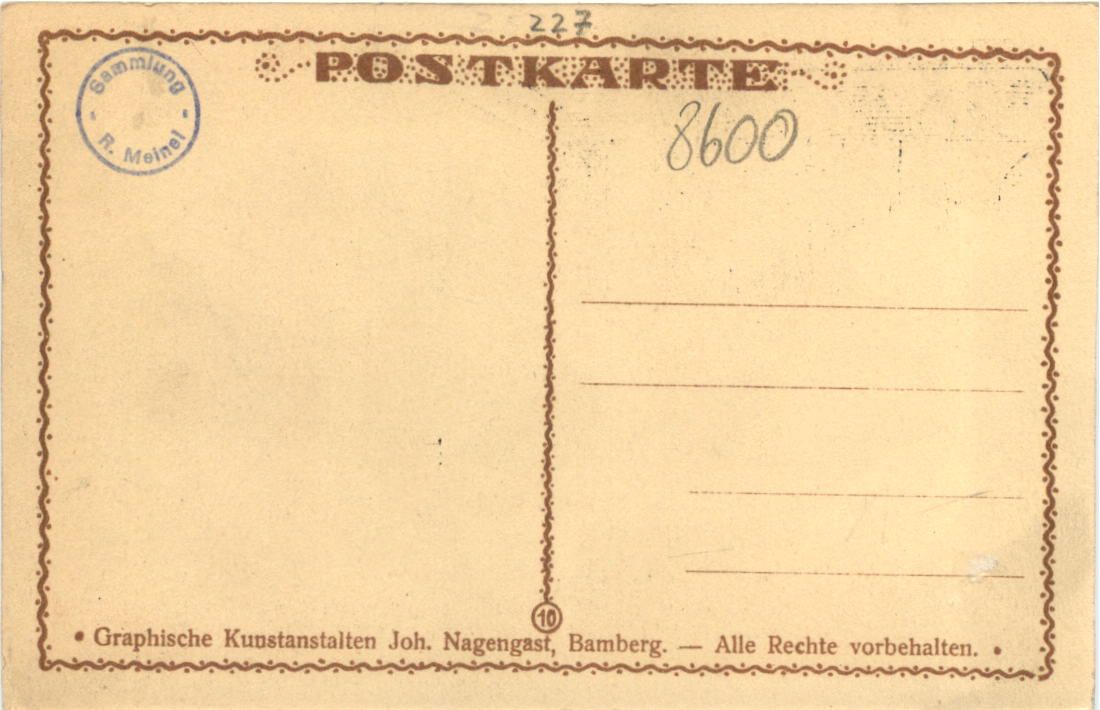 227
POSTKARTE
Sammlung
R. Meinel
8600
10
• Graphische Kunstanstalten Joh. Nagengast, Bamberg. — Alle Rechte vorbehalten. •